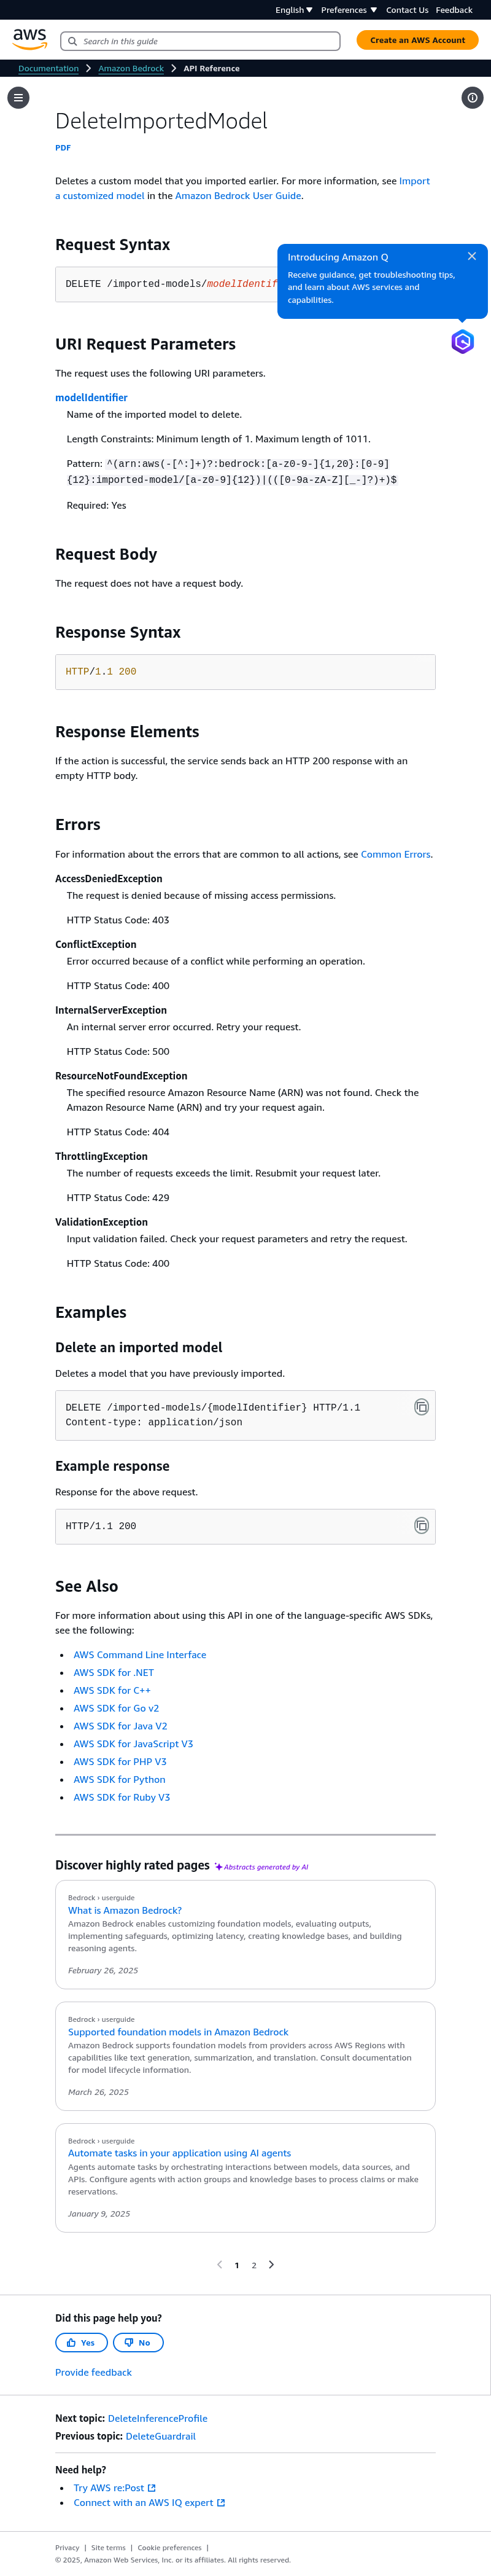 English Preferences Contact Us Feedback
aws
Search in this guide
Create an AWS Account
Documentation Amazon Bedrock API Reference
DeleteImportedModel
PDF
Deletes a custom model that you imported earlier. For more information, see Import
a customized model in the Amazon Bedrock User Guide.
Request Syntax
DELETE /imported-models/modelIdentif
Introducing Amazon Q
Receive guidance, get troubleshooting tips,
and learn about AWS services and
capabilities.
URI Request Parameters
The request uses the following URI parameters.
modelIdentifier
Name of the imported model to delete.
Length Constraints: Minimum length of 1. Maximum length of 1011.
Pattern: ^(arn:aws(-[^:]+)?:bedrock:[a-z0-9-]{1,20}:[0-9]
{12}:imported-model/[a-z0-9]{12})|(([0-9a-zA-Z][_-]?)+)$
Required: Yes
Request Body
The request does not have a request body.
Response Syntax
HTTP/1.1 200
Response Elements
If the action is successful, the service sends back an HTTP 200 response with an
empty HTTP body.
Errors
For information about the errors that are common to all actions, see Common Errors.
AccessDeniedException
The request is denied because of missing access permissions.
HTTP Status Code: 403
ConflictException
Error occurred because of a conflict while performing an operation.
HTTP Status Code: 400
InternalServerException
An internal server error occurred. Retry your request.
HTTP Status Code: 500
ResourceNotFoundException
The specified resource Amazon Resource Name (ARN) was not found. Check the
Amazon Resource Name (ARN) and try your request again.
HTTP Status Code: 404
ThrottlingException
The number of requests exceeds the limit. Resubmit your request later.
HTTP Status Code: 429
ValidationException
Input validation failed. Check your request parameters and retry the request.
HTTP Status Code: 400
Examples
Delete an imported model
Deletes a model that you have previously imported.
DELETE /imported-models/{modelIdentifier} HTTP/1.1
Content-type: application/json
Example response
Response for the above request.
HTTP/1.1 200
See Also
For more information about using this API in one of the language-specific AWS SDKs,
see the following:
• AWS Command Line Interface
• AWS SDK for .NET
• AWS SDK for C++
• AWS SDK for Go v2
• AWS SDK for Java V2
• AWS SDK for JavaScript V3
• AWS SDK for PHP V3
• AWS SDK for Python
• AWS SDK for Ruby V3
Discover highly rated pages Abstracts generated by AI
Bedrock › userguide
What is Amazon Bedrock?
Amazon Bedrock enables customizing foundation models, evaluating outputs,
implementing safeguards, optimizing latency, creating knowledge bases, and building
reasoning agents.
February 26, 2025
Bedrock › userguide
Supported foundation models in Amazon Bedrock
Amazon Bedrock supports foundation models from providers across AWS Regions with
capabilities like text generation, summarization, and translation. Consult documentation
for model lifecycle information.
March 26, 2025
Bedrock › userguide
Automate tasks in your application using AI agents
Agents automate tasks by orchestrating interactions between models, data sources, and
APIs. Configure agents with action groups and knowledge bases to process claims or make
reservations.
January 9, 2025
1 2
Did this page help you?
Yes No
Provide feedback
Next topic: DeleteInferenceProfile
Previous topic: DeleteGuardrail
Need help?
• Try AWS re:Post
• Connect with an AWS IQ expert
Privacy | Site terms | Cookie preferences |
© 2025, Amazon Web Services, Inc. or its affiliates. All rights reserved.